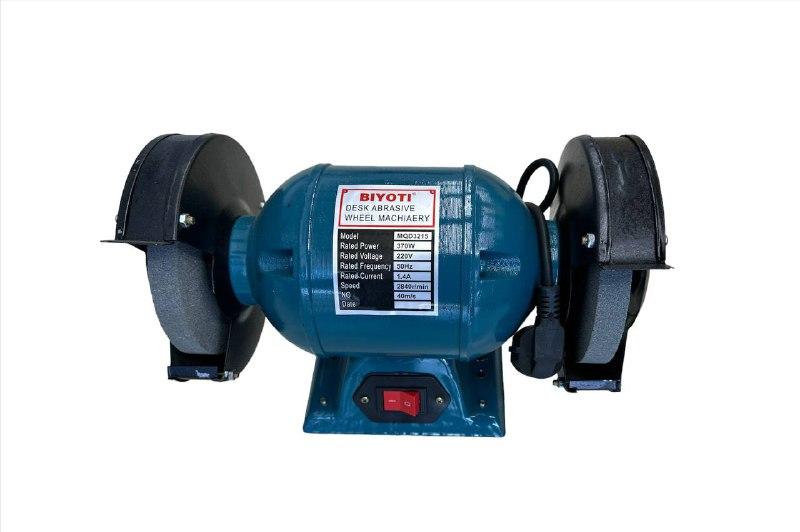 BIYOTI
DESK ABRASIVE
WHEEL MACHIAERY
Model MQD3215
Rated Power 370W
Rated Voltage 220V
Rated Frequency 50Hz
Rated Current 1.4A
Speed 2840r/min
NO 40m/s
Date